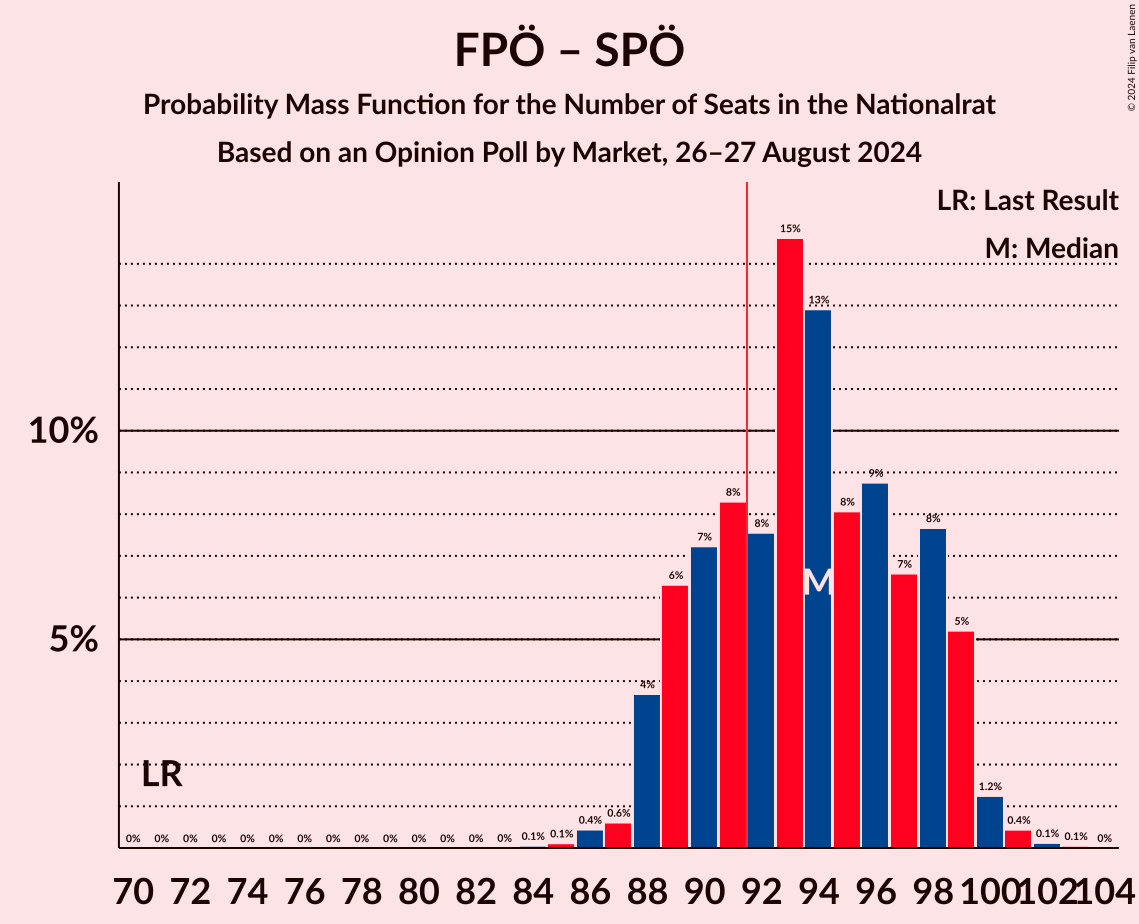 FPÖ – SPÖ
Probability Mass Function for the Number of Seats in the Nationalrat
Based on an Opinion Poll by Market, 26–27 August 2024
© 2024 Filip van Laenen
LR: Last Result
M: Median
10%
5%
LR
M
0% 0% 0% 0% 0% 0% 0% 0% 0% 0% 0% 0% 0% 0% 0.1% 0.1% 0.4% 0.6% 4% 6% 7% 8% 8% 15% 13% 8% 9% 7% 8% 5% 1.2% 0.4% 0.1% 0.1% 0%
70 72 74 76 78 80 82 84 86 88 90 92 94 96 98 100 102 104